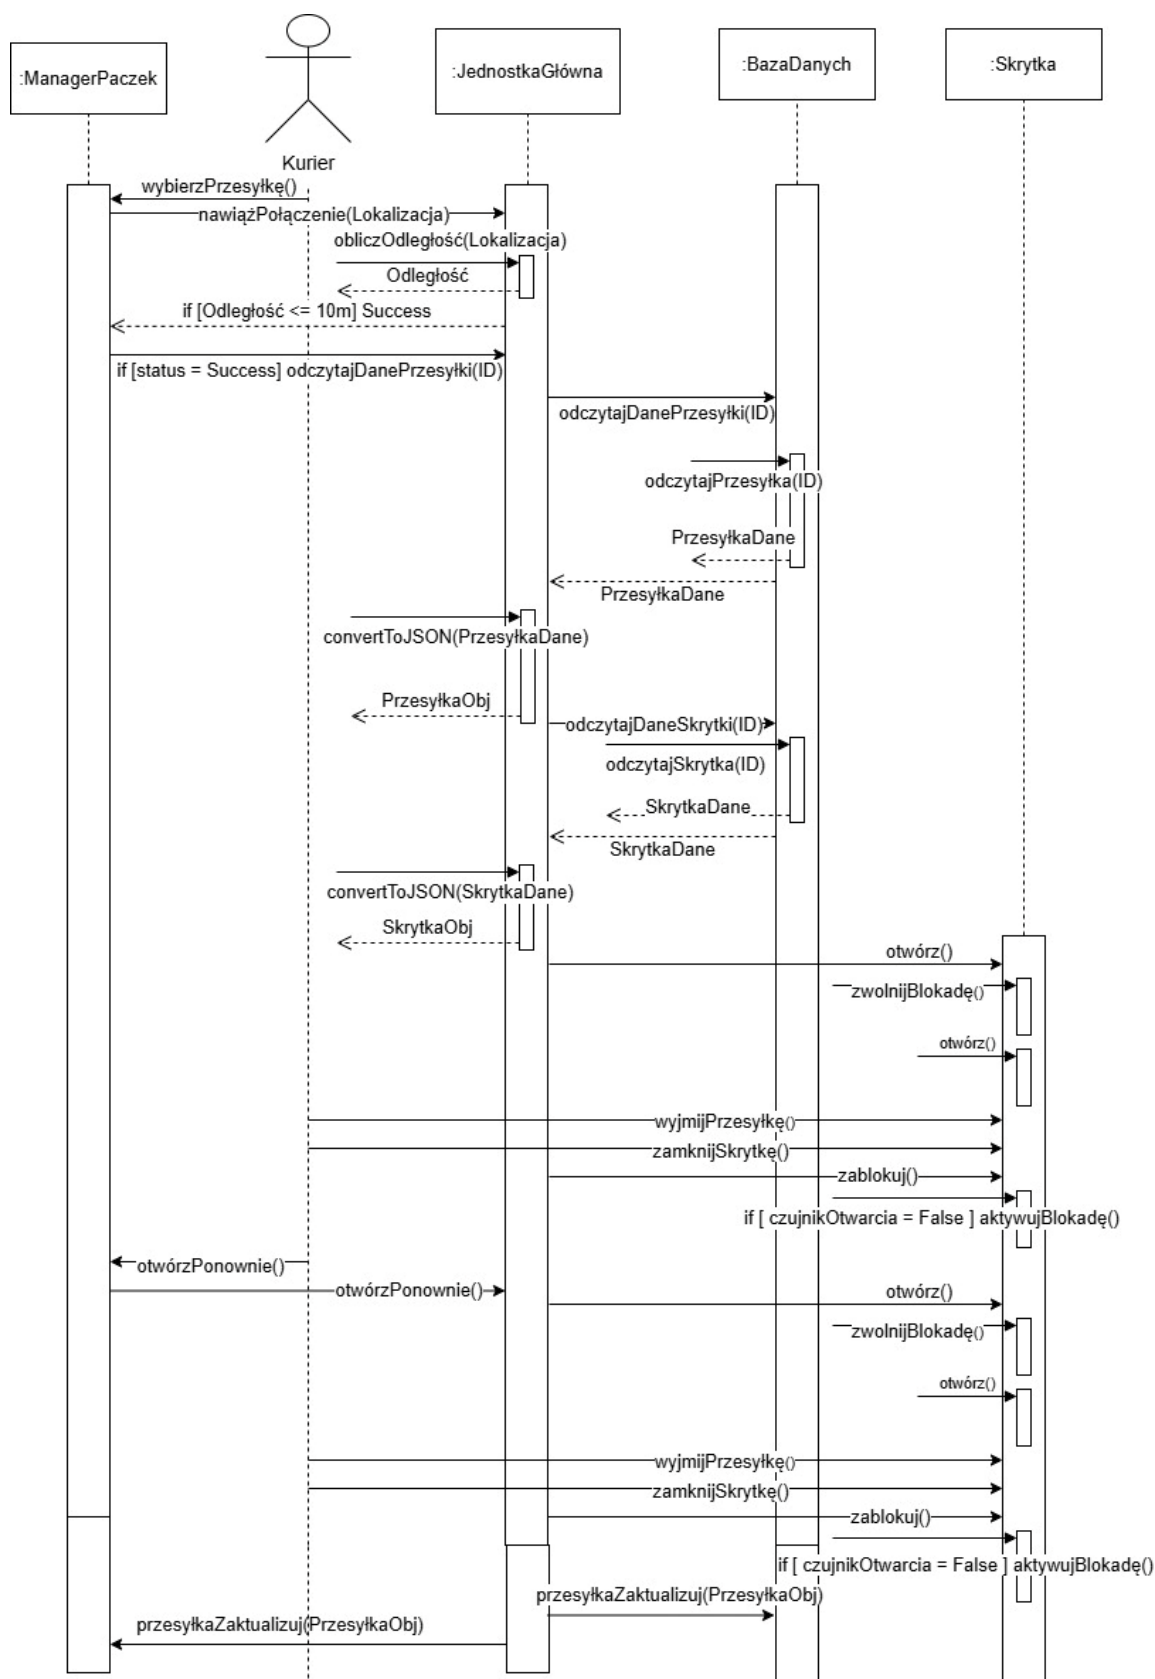 :ManagerPaczek
:JednostkaGłówna
:BazaDanych
:Skrytka
Kurier
wybierzPrzesyłkę()
nawiążPołączenie(Lokalizacja)
obliczOdległość(Lokalizacja)
Odległość
if [Odległość <= 10m] Success
if [status = Success] odczytajDanePrzesyłki(ID)
odczytajDanePrzesyłki(ID)
odczytajPrzesyłka(ID)
PrzesyłkaDane
PrzesyłkaDane
convertToJSON(PrzesyłkaDane)
PrzesyłkaObj
odczytajDaneSkrytki(ID)
odczytajSkrytka(ID)
SkrytkaDane
SkrytkaDane
convertToJSON(SkrytkaDane)
SkrytkaObj
otwórz()
zwolnijBlokadę()
otwórz()
wyjmijPrzesyłkę()
zamknijSkrytkę()
zablokuj()
if [ czujnikOtwarcia = False ] aktywujBlokadę()
otwórzPonownie()
otwórzPonownie()
otwórz()
zwolnijBlokadę()
otwórz()
wyjmijPrzesyłkę()
zamknijSkrytkę()
zablokuj()
if [ czujnikOtwarcia = False ] aktywujBlokadę()
przesyłkaZaktualizuj(PrzesyłkaObj)
przesyłkaZaktualizuj(PrzesyłkaObj)